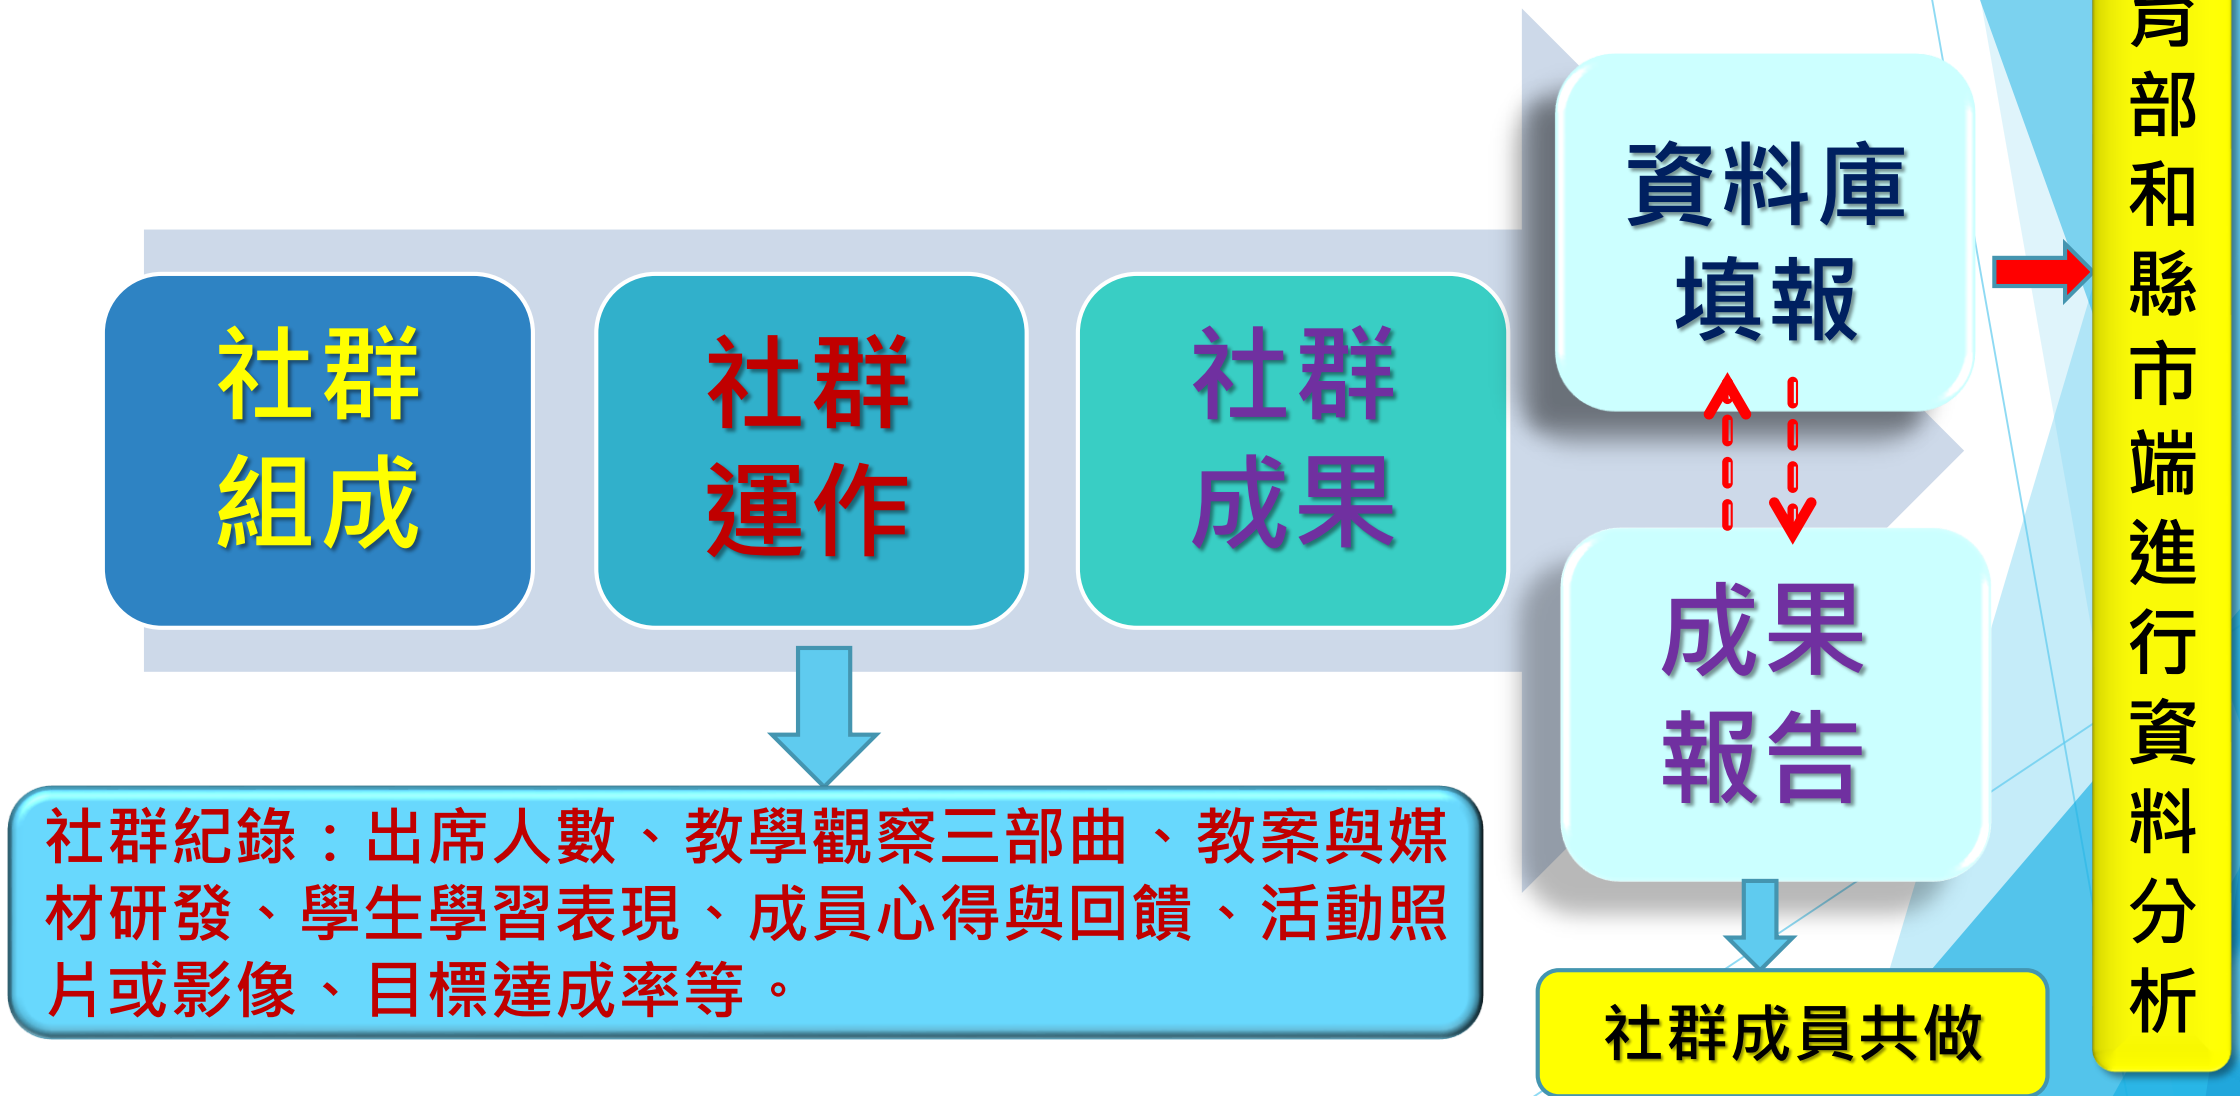 社群
組成
社群
運作
社群
成果
資料庫
填報
成果
報告
社群紀錄：出席人數、教學觀察三部曲、教案與媒
材研發、學生學習表現、成員心得與回饋、活動照
片或影像、目標達成率等。
社群成員共做
育部和縣市端進行資料分析